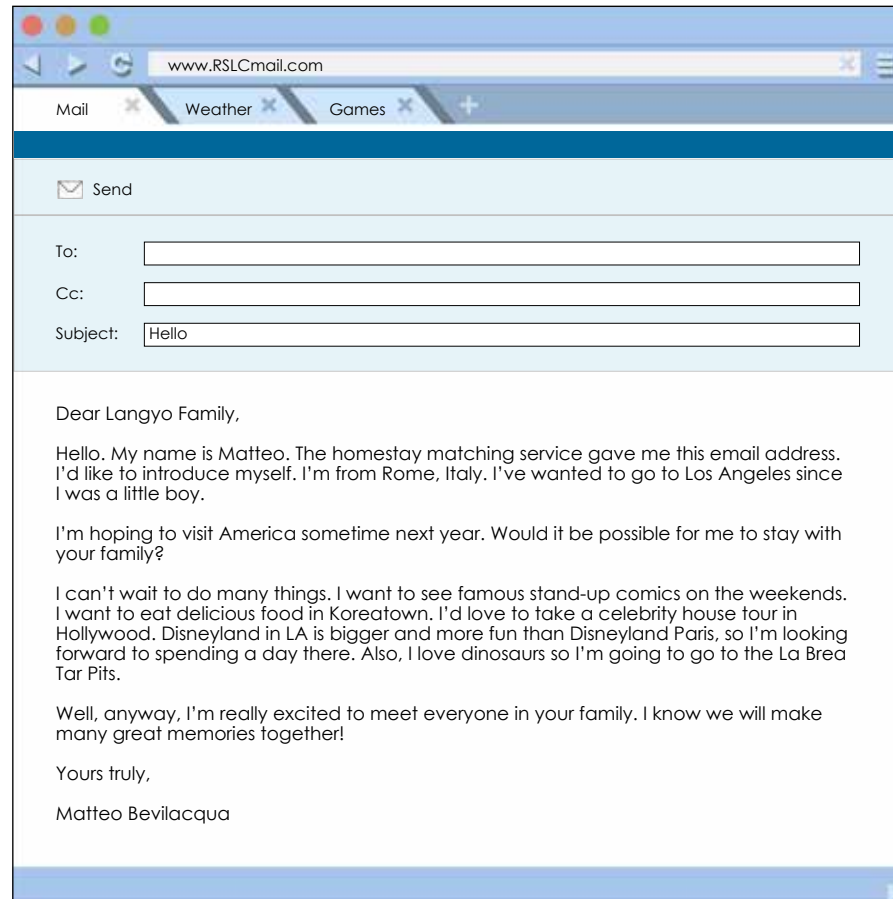 www.RSLCmail.com
Mail
Weather
Games
Send
To:
Cc:
Subject: Hello
Dear Langyo Family,
Hello. My name is Matteo. The homestay matching service gave me this email address.
I’d like to introduce myself. I’m from Rome, Italy. I’ve wanted to go to Los Angeles since
I was a little boy.
I’m hoping to visit America sometime next year. Would it be possible for me to stay with
your family?
I can’t wait to do many things. I want to see famous stand-up comics on the weekends.
I want to eat delicious food in Koreatown. I’d love to take a celebrity house tour in
Hollywood. Disneyland in LA is bigger and more fun than Disneyland Paris, so I’m looking
forward to spending a day there. Also, I love dinosaurs so I’m going to go to the La Brea
Tar Pits.
Well, anyway, I’m really excited to meet everyone in your family. I know we will make
many great memories together!
Yours truly,
Matteo Bevilacqua